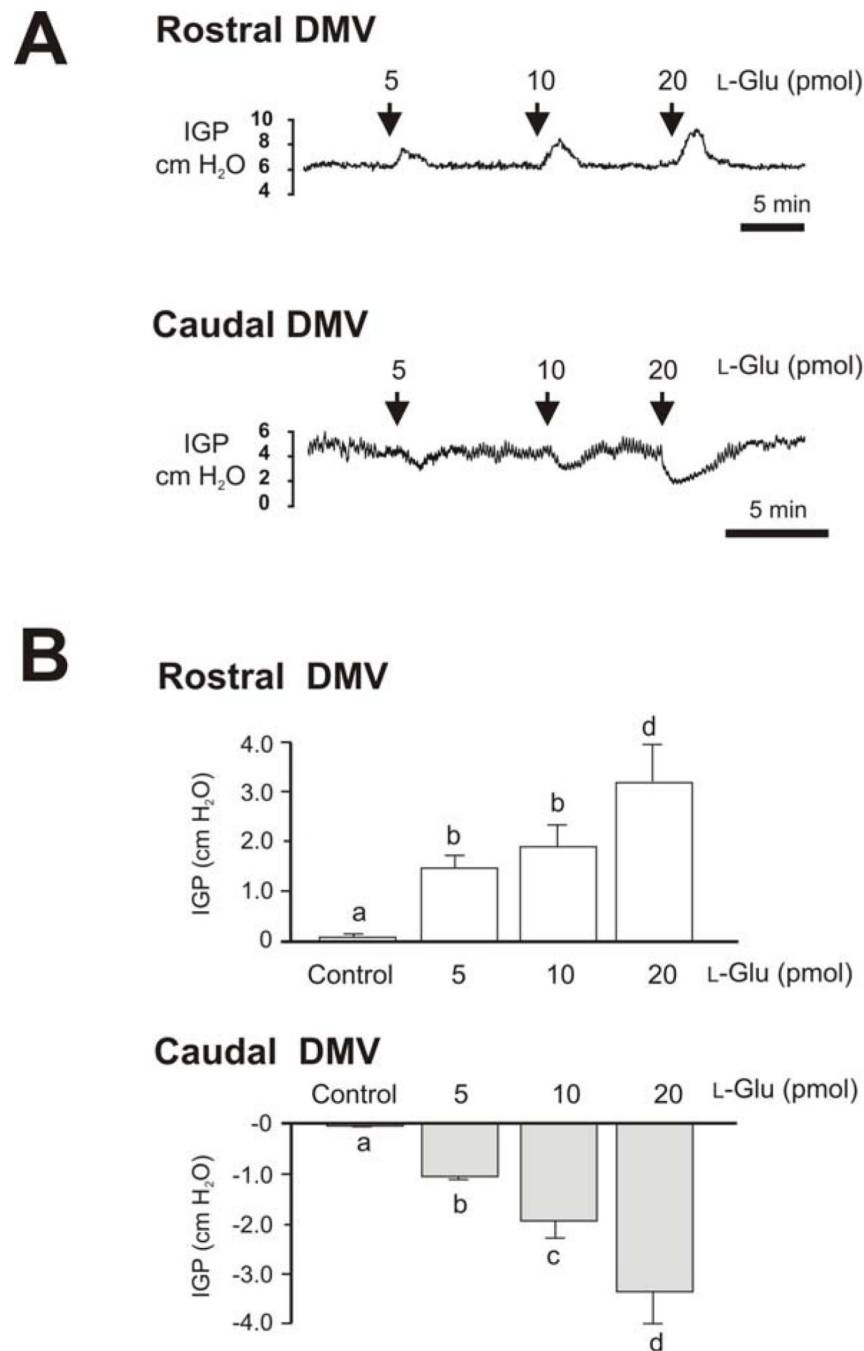 A
Rostral DMV
5 10 20 L-Glu (pmol)
IGP
cm H₂O
10
8
6
4
5 min
Caudal DMV
5 10 20 L-Glu (pmol)
IGP
cm H₂O
6
4
2
0
5 min
B
Rostral DMV
IGP (cm H₂O)
4.0
3.0
2.0
1.0
0
a b b d
Control 5 10 20 L-Glu (pmol)
Caudal DMV
Control 5 10 20 L-Glu (pmol)
IGP (cm H₂O)
-0
-1.0
-2.0
-3.0
-4.0
a b c d